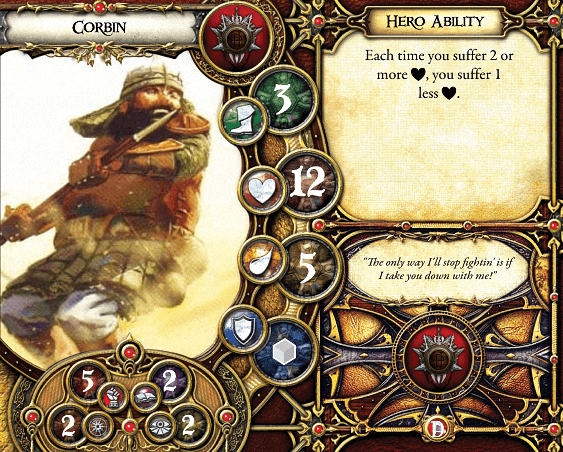 CORBIN
HERO ABILITY
Each time you suffer 2 or
more ♥, you suffer 1
less ♥.
3
12
5
"The only way I'll stop fightin' is if
I take you down with me!"
5 2
2 2
D